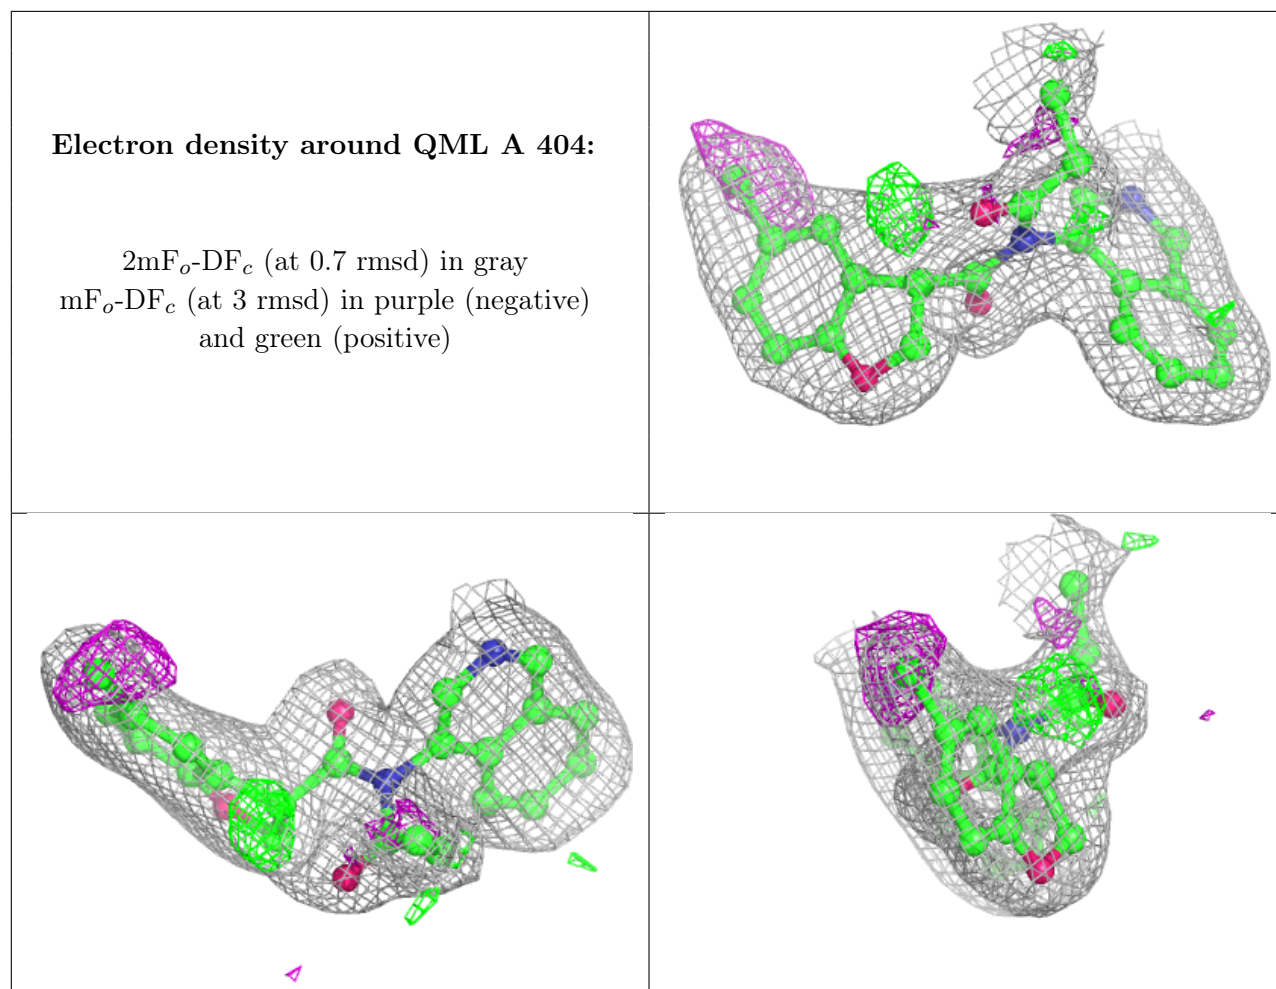 Electron density around QML A 404:
2mFₒ-DF𝒸 (at 0.7 rmsd) in gray
mFₒ-DF𝒸 (at 3 rmsd) in purple (negative)
and green (positive)